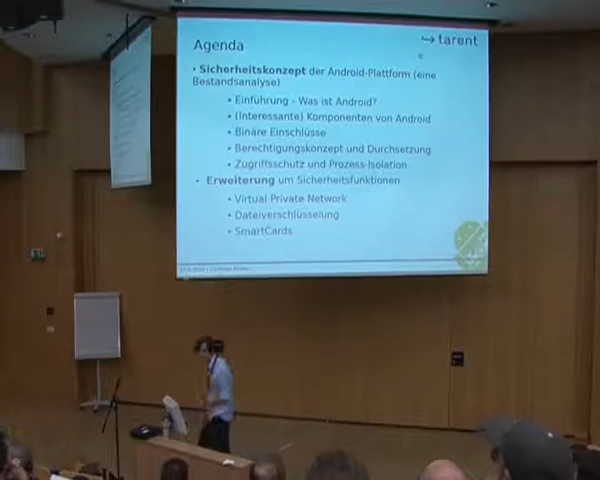 Agenda
tarent
• Sicherheitskonzept der Android-Plattform (eine
Bestandsanalyse)
• Einführung - Was ist Android?
• (Interessante) Komponenten von Android
• Binäre Einschlüsse
• Berechtigungskonzept und Durchsetzung
• Zugriffsschutz und Prozess-Isolation
• Erweiterung um Sicherheitsfunktionen
• Virtual Private Network
• Dateiverschlüsselung
• SmartCards